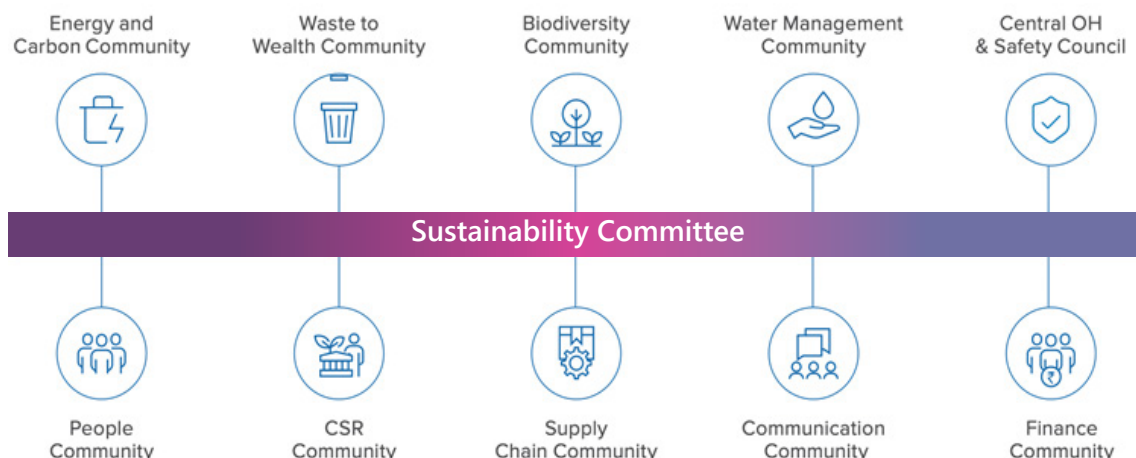 Energy and
Carbon Community
Waste to
Wealth Community
Biodiversity
Community
Water Management
Community
Central OH
& Safety Council
Sustainability Committee
₹
People
Community
CSR
Community
Supply
Chain Community
Communication
Community
Finance
Community